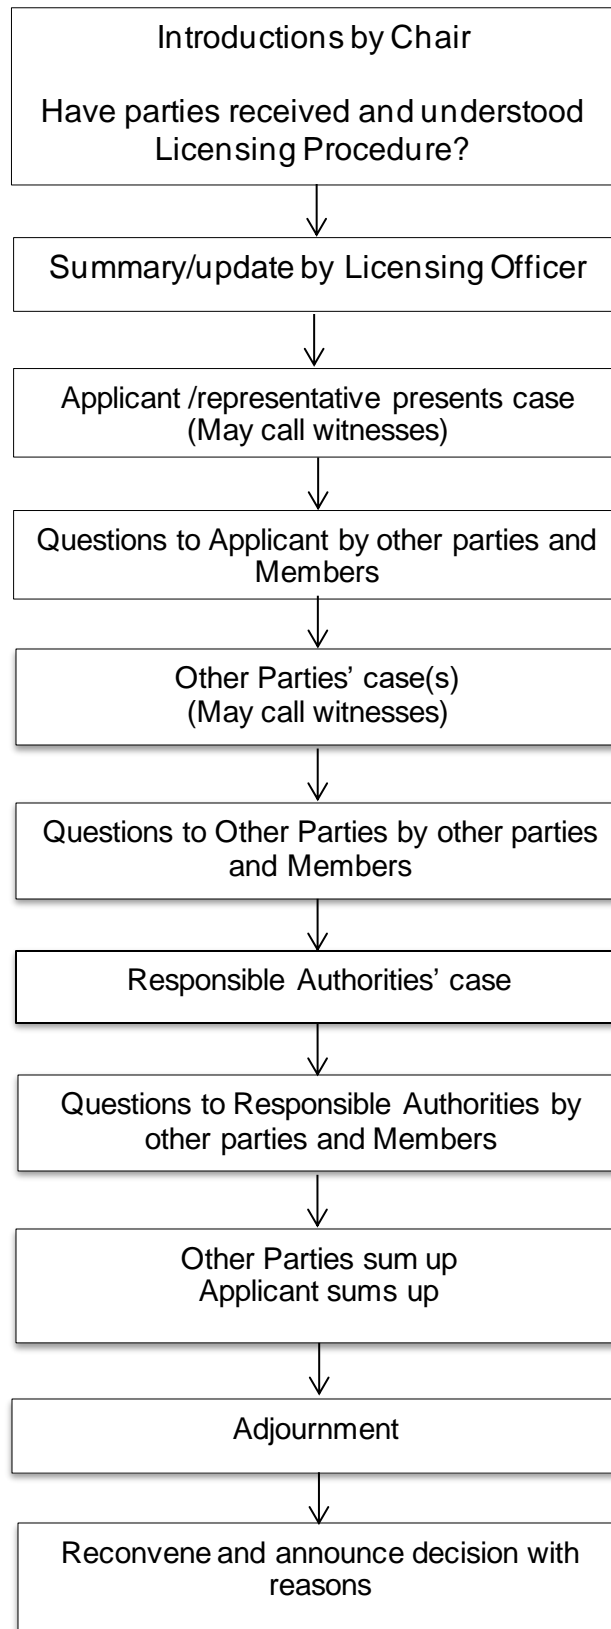 Introductions by Chair
Have parties received and understood
Licensing Procedure?
Summary/update by Licensing Officer
Applicant /representative presents case
(May call witnesses)
Questions to Applicant by other parties and
Members
Other Parties’ case(s)
(May call witnesses)
Questions to Other Parties by other parties
and Members
Responsible Authorities’ case
Questions to Responsible Authorities by
other parties and Members
Other Parties sum up
Applicant sums up
Adjournment
Reconvene and announce decision with
reasons